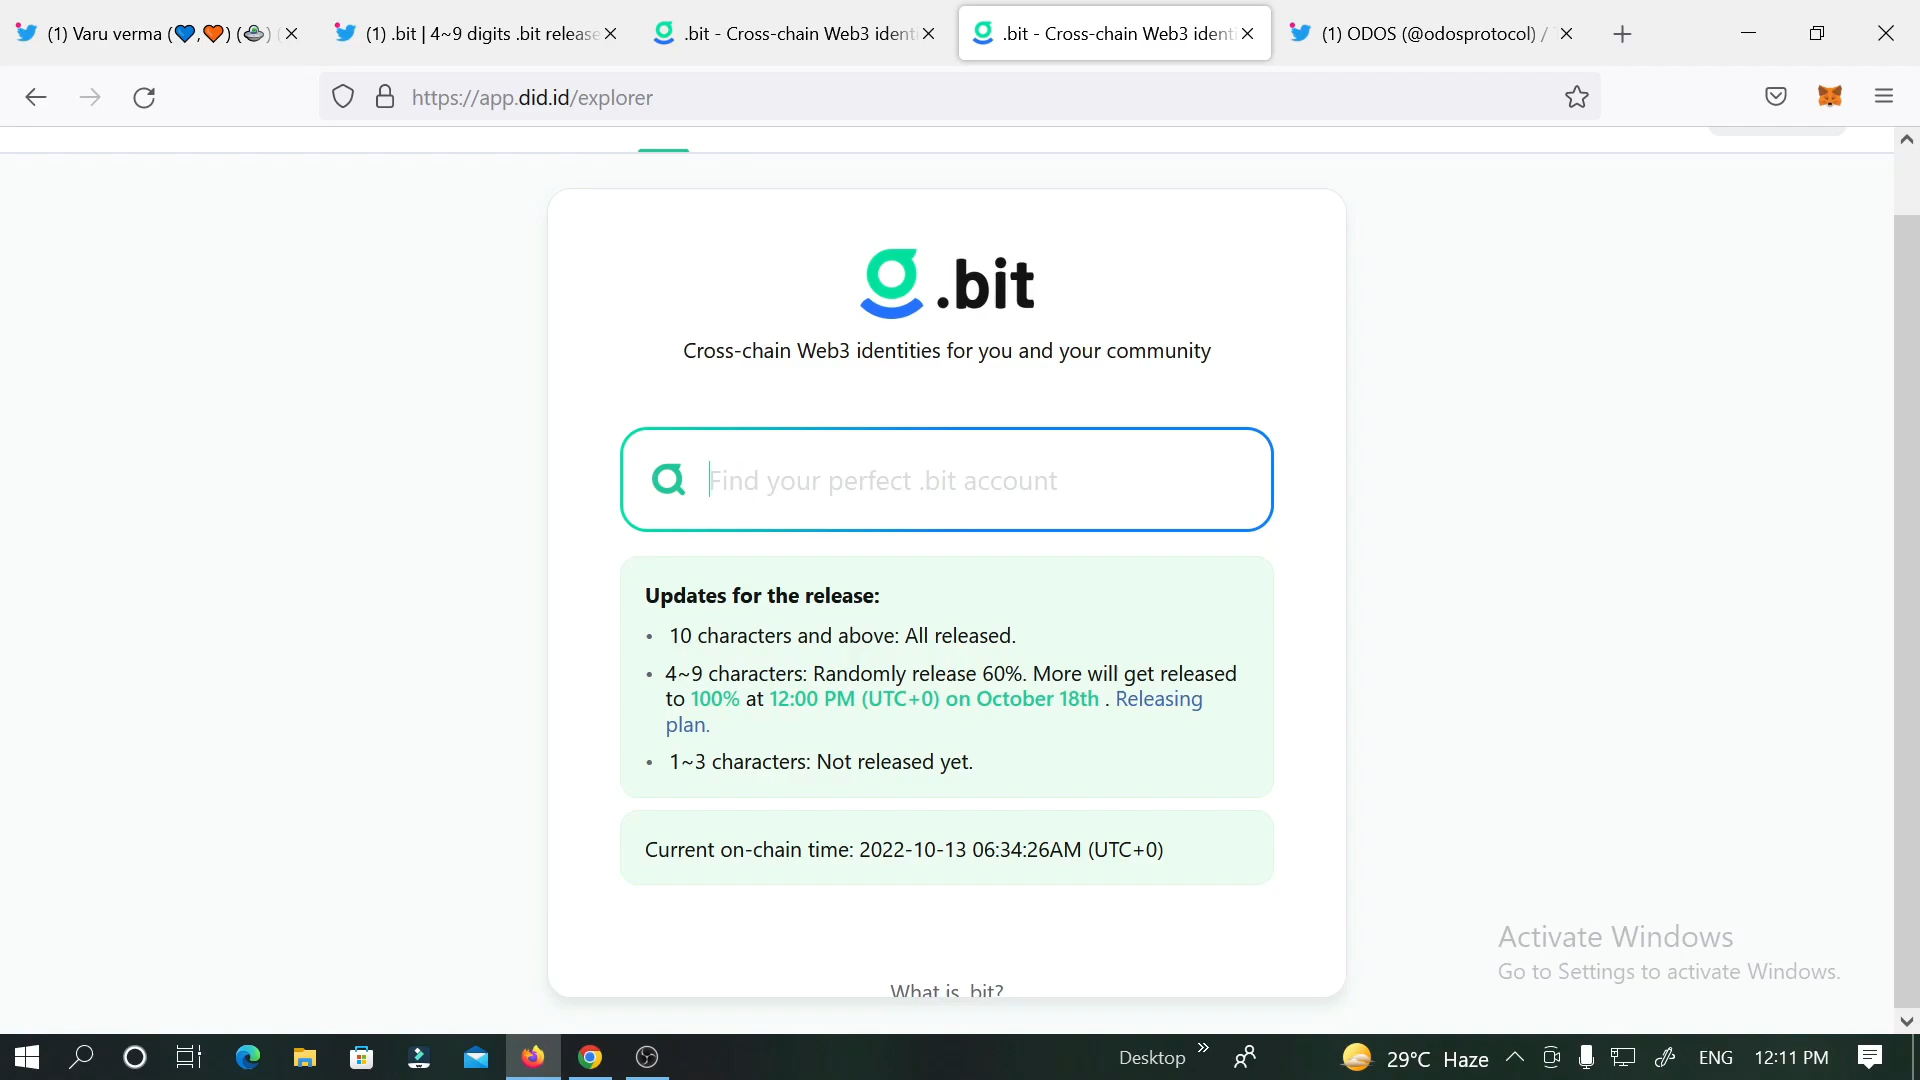 (1) Varu verma (💙,🧡) (🛸) (
(1) .bit | 4~9 digits .bit release
.bit - Cross-chain Web3 identi
.bit - Cross-chain Web3 identi
(1) ODOS (@odosprotocol) / T
https://app.did.id/explorer
.bit
Cross-chain Web3 identities for you and your community
Find your perfect .bit account
Updates for the release:
• 10 characters and above: All released.
• 4~9 characters: Randomly release 60%. More will get released
to 100% at 12:00 PM (UTC+0) on October 18th . Releasing
plan.
• 1~3 characters: Not released yet.
Current on-chain time: 2022-10-13 06:34:26AM (UTC+0)
What is .bit?
Activate Windows
Go to Settings to activate Windows.
Desktop
29°C Haze
ENG
12:11 PM